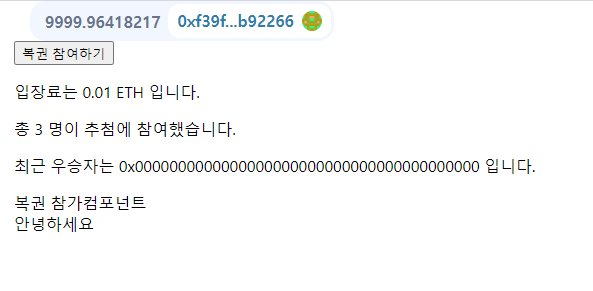 9999.96418217 0xf39f...b92266
복권 참여하기
입장료는 0.01 ETH 입니다.
총 3 명이 추첨에 참여했습니다.
최근 우승자는 0x0000000000000000000000000000000000000000 입니다.
복권 참가컴포넌트
안녕하세요